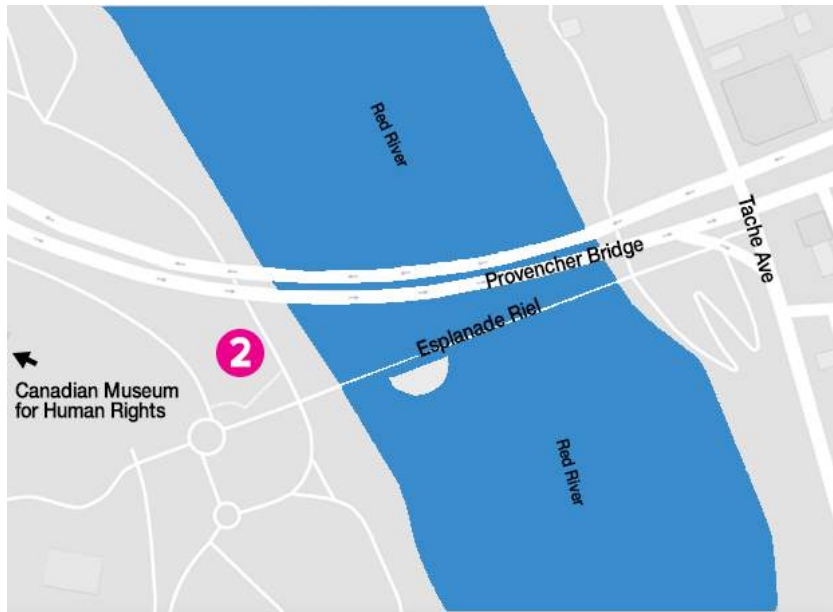 Red River
Tache Ave
Provencher Bridge
Esplanade Riel
2
Canadian Museum
for Human Rights
Red River